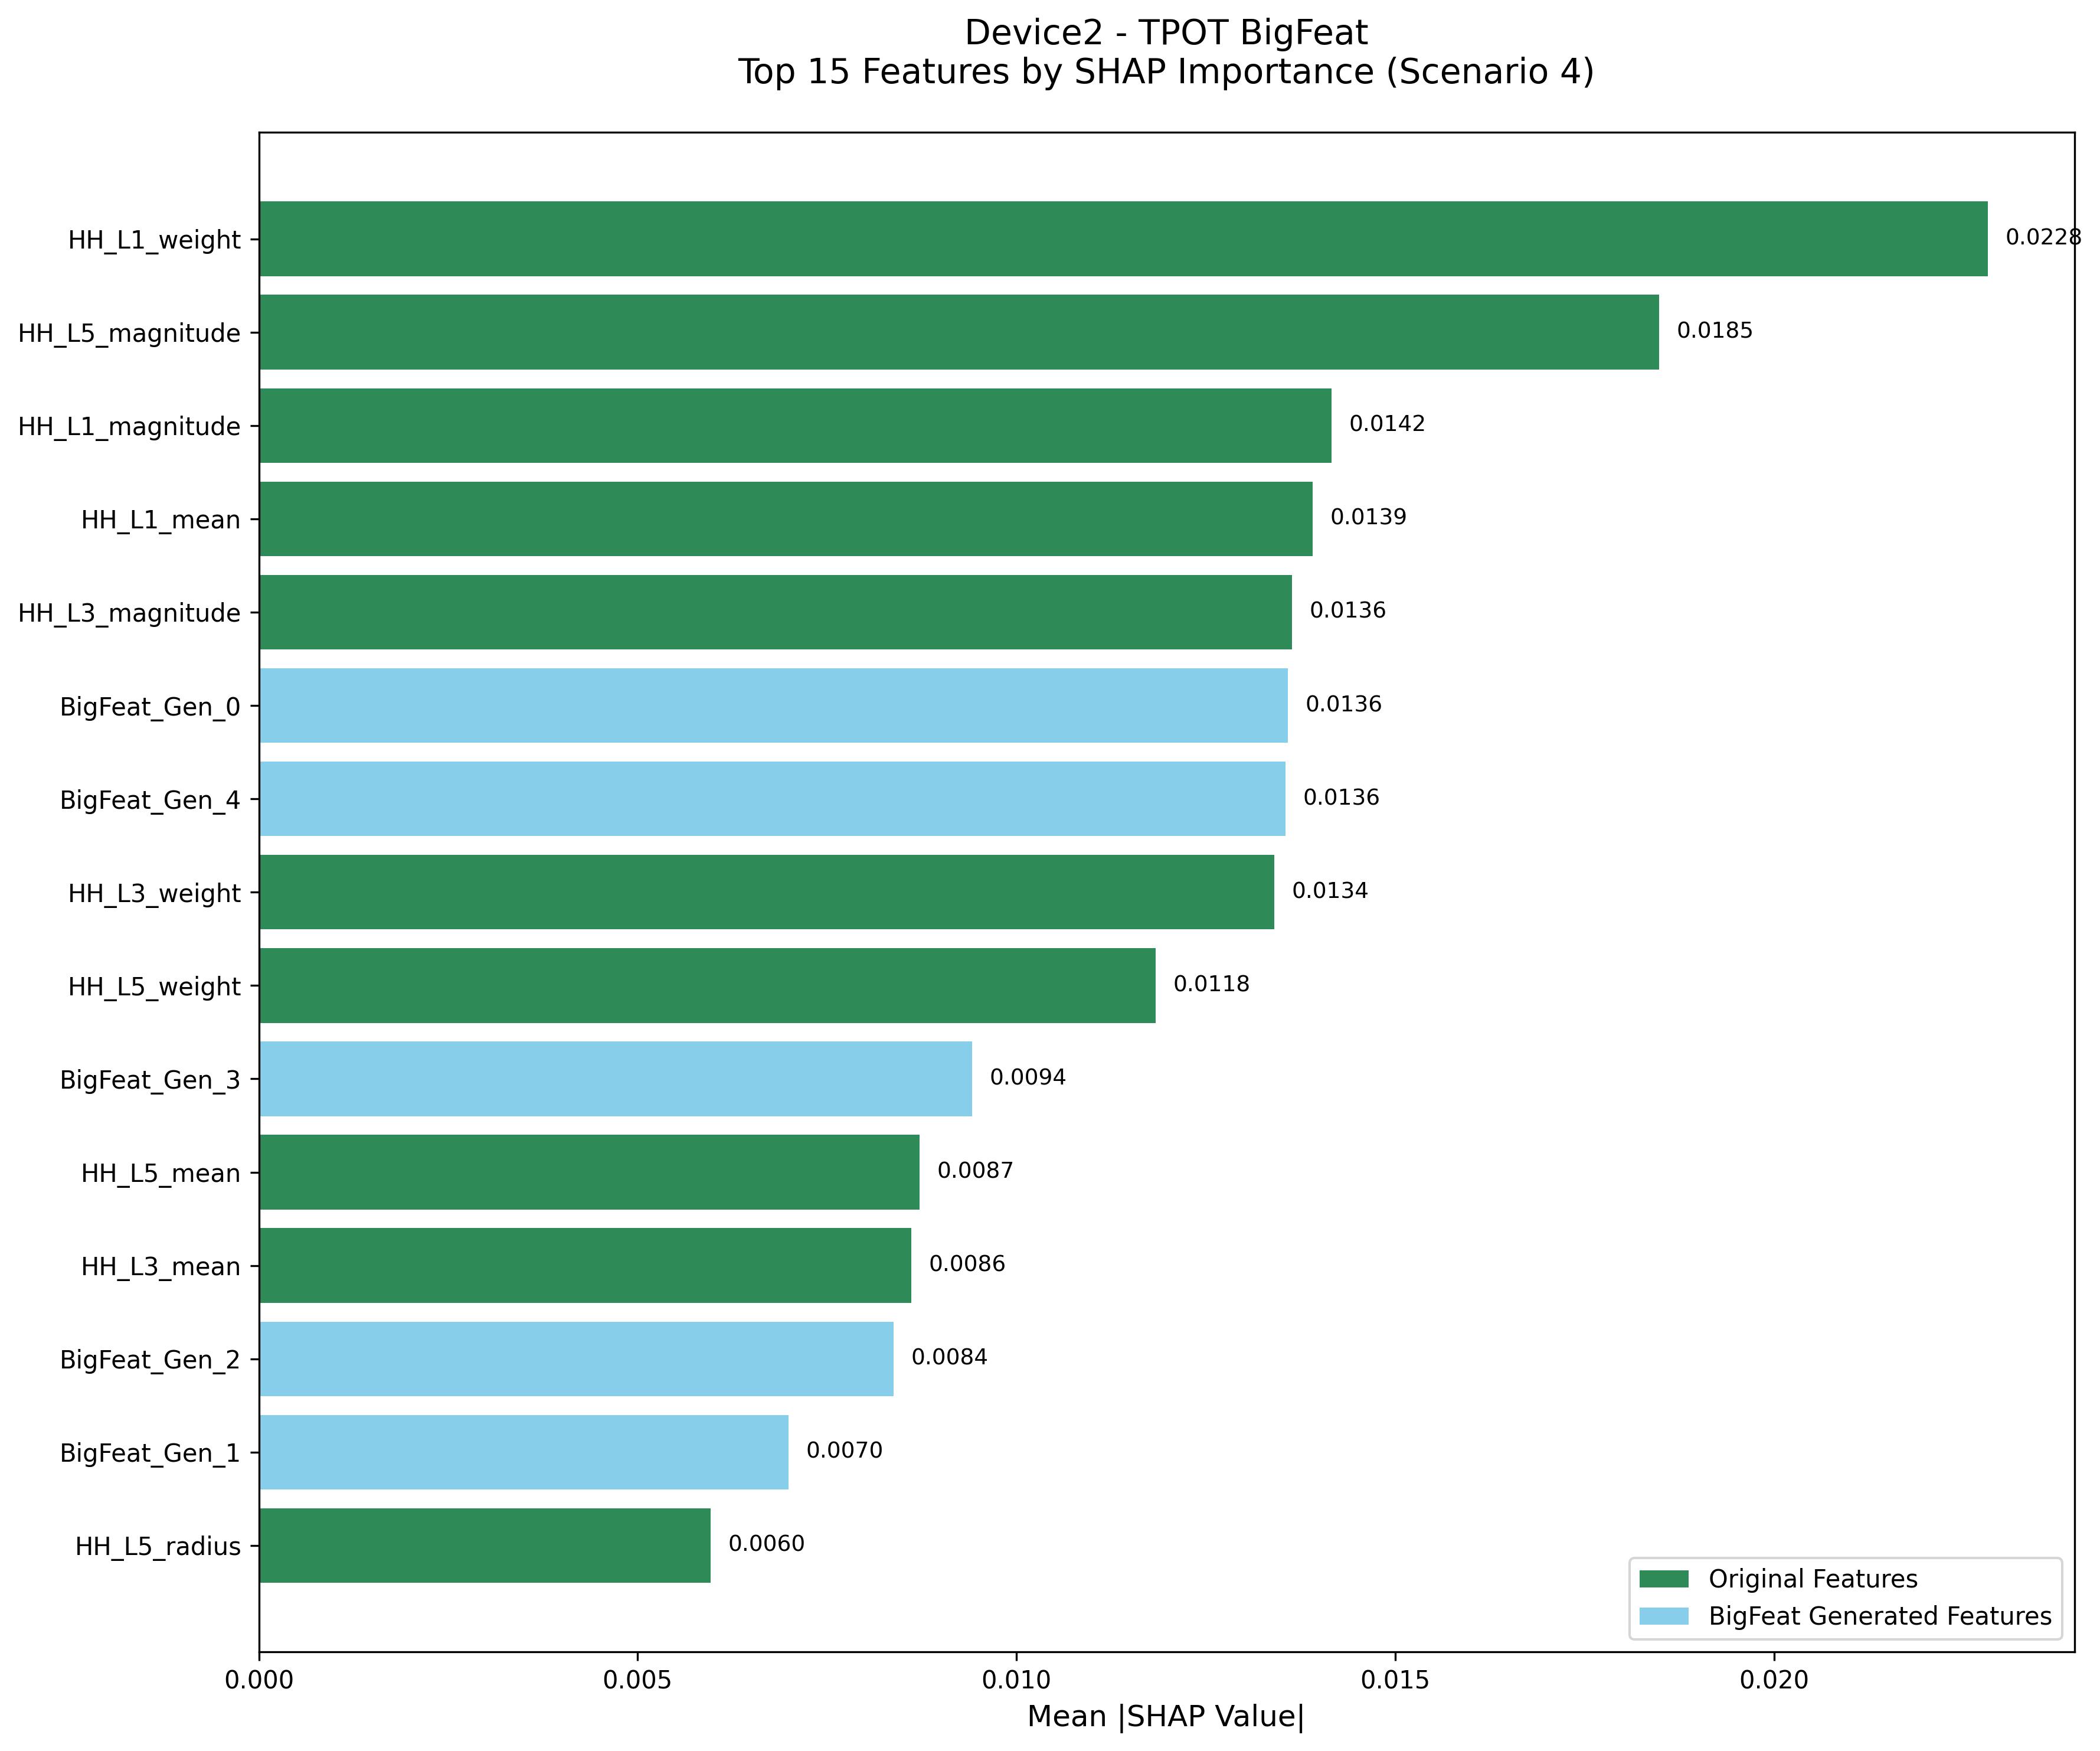 Device2 - TPOT BigFeat
Top 15 Features by SHAP Importance (Scenario 4)
HH_L1_weight 0.0228
HH_L5_magnitude 0.0185
HH_L1_magnitude 0.0142
HH_L1_mean 0.0139
HH_L3_magnitude 0.0136
BigFeat_Gen_0 0.0136
BigFeat_Gen_4 0.0136
HH_L3_weight 0.0134
HH_L5_weight 0.0118
BigFeat_Gen_3 0.0094
HH_L5_mean 0.0087
HH_L3_mean 0.0086
BigFeat_Gen_2 0.0084
BigFeat_Gen_1 0.0070
HH_L5_radius 0.0060
Original Features
BigFeat Generated Features
0.000 0.005 0.010 0.015 0.020
Mean |SHAP Value|